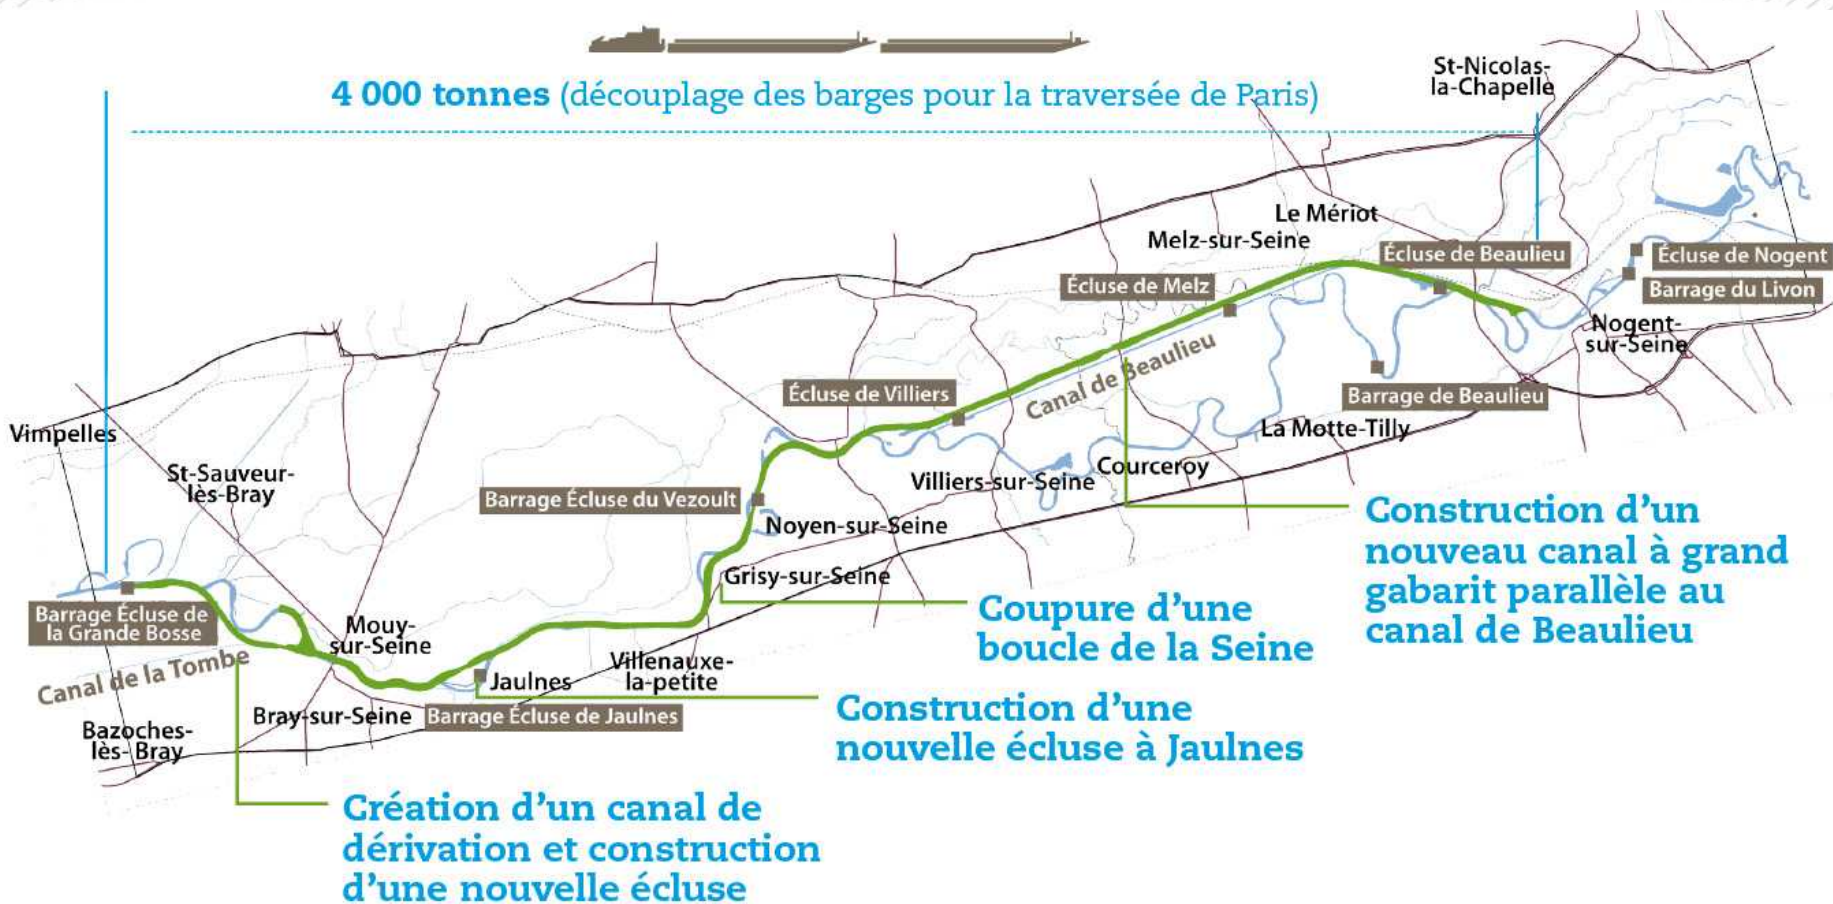 4 000 tonnes (découplage des barges pour la traversée de Paris)
St-Nicolas-
la-Chapelle
Le Mériot
Melz-sur-Seine
Écluse de Beaulieu
Écluse de Nogent
Écluse de Melz
Barrage du Livon
Nogent-
sur-Seine
Canal de Beaulieu
Écluse de Villiers
Barrage de Beaulieu
Vimpelles
La Motte-Tilly
St-Sauveur-
lès-Bray
Courceroy
Villiers-sur-Seine
Barrage Écluse du Vezoult
Noyen-sur-Seine
Construction d’un
nouveau canal à grand
gabarit parallèle au
canal de Beaulieu
Grisy-sur-Seine
Coupure d’une
boucle de la Seine
Barrage Écluse de
la Grande Bosse
Mouy-
sur-Seine
Canal de la Tombe
Villenauxe-
la-petite
Jaulnes
Bray-sur-Seine
Barrage Écluse de Jaulnes
Construction d’une
nouvelle écluse à Jaulnes
Bazoches-
lès-Bray
Création d’un canal de
dérivation et construction
d’une nouvelle écluse